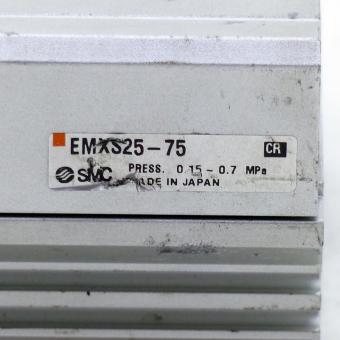 EMXS25-75
CR
PRESS. 0.15 - 0.7 MPa
SMC MADE IN JAPAN